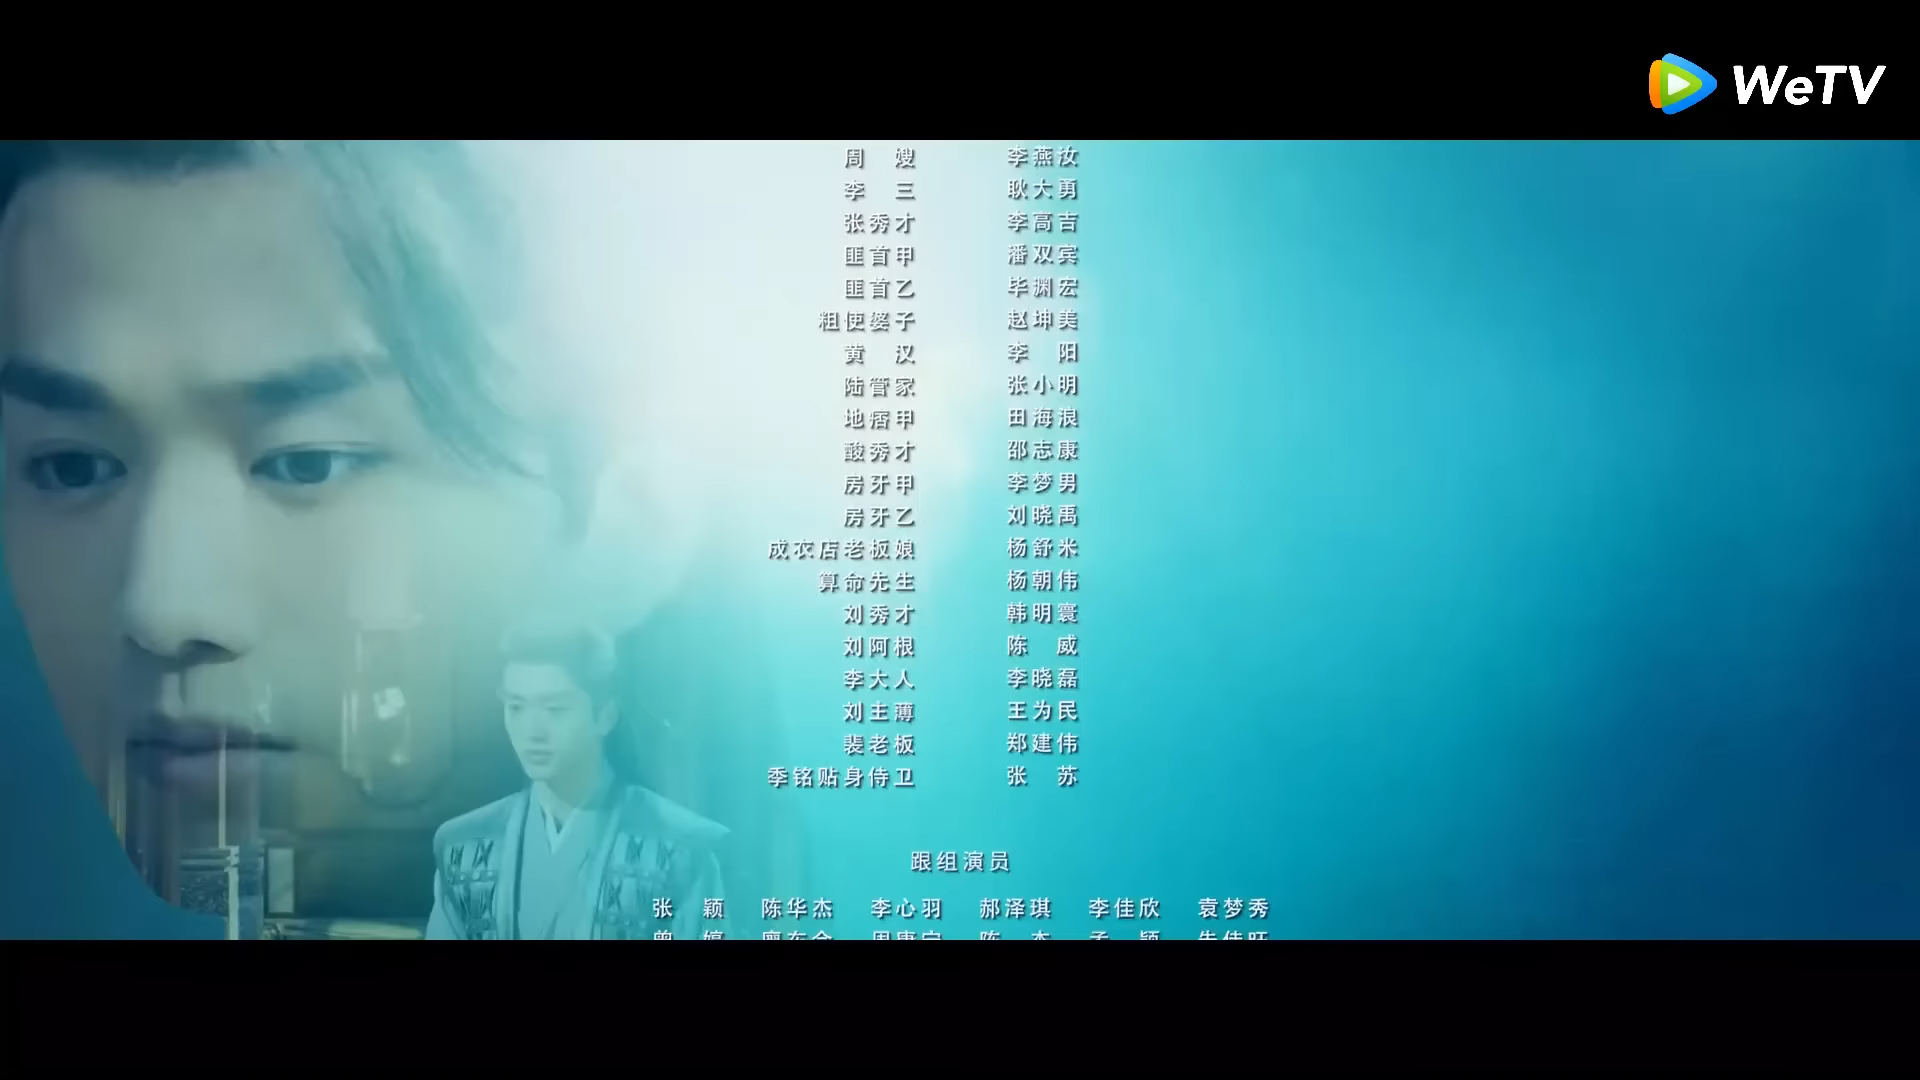 WeTV
周 嫂 李燕汝
李 三 耿大勇
张秀才 李高吉
匪首甲 潘双宾
匪首乙 毕渊宏
粗使婆子 赵坤美
黄 汉 李 阳
陆管家 张小明
地痞甲 田海浪
酸秀才 邵志康
房牙甲 李梦男
房牙乙 刘晓禹
成衣店老板娘 杨舒米
算命先生 杨朝伟
刘秀才 韩明寰
刘阿根 陈 威
李大人 李晓磊
刘主薄 王为民
裴老板 郑建伟
季铭贴身侍卫 张 苏
跟组演员
张 颖 陈华杰 李心羽 郝泽琪 李佳欣 袁梦秀